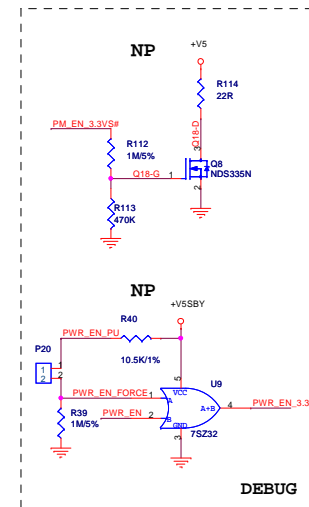 NP
+V5
R114
22R
PM_EN_3.3VS#
R112
1M/5%
Q18-D
3
Q8
NDS335N
Q18-G
1
2
R113
470K
NP
+V5SBY
R40
PWR_EN_PU
10.5K/1%
P20
1
2
1
2
U9
5
VCC
PWR_EN_FORCE
1
A
A+B
4
PWR_EN_3.3
R39
1M/5%
PWR_EN
2
B
GND
7SZ32
3
DEBUG